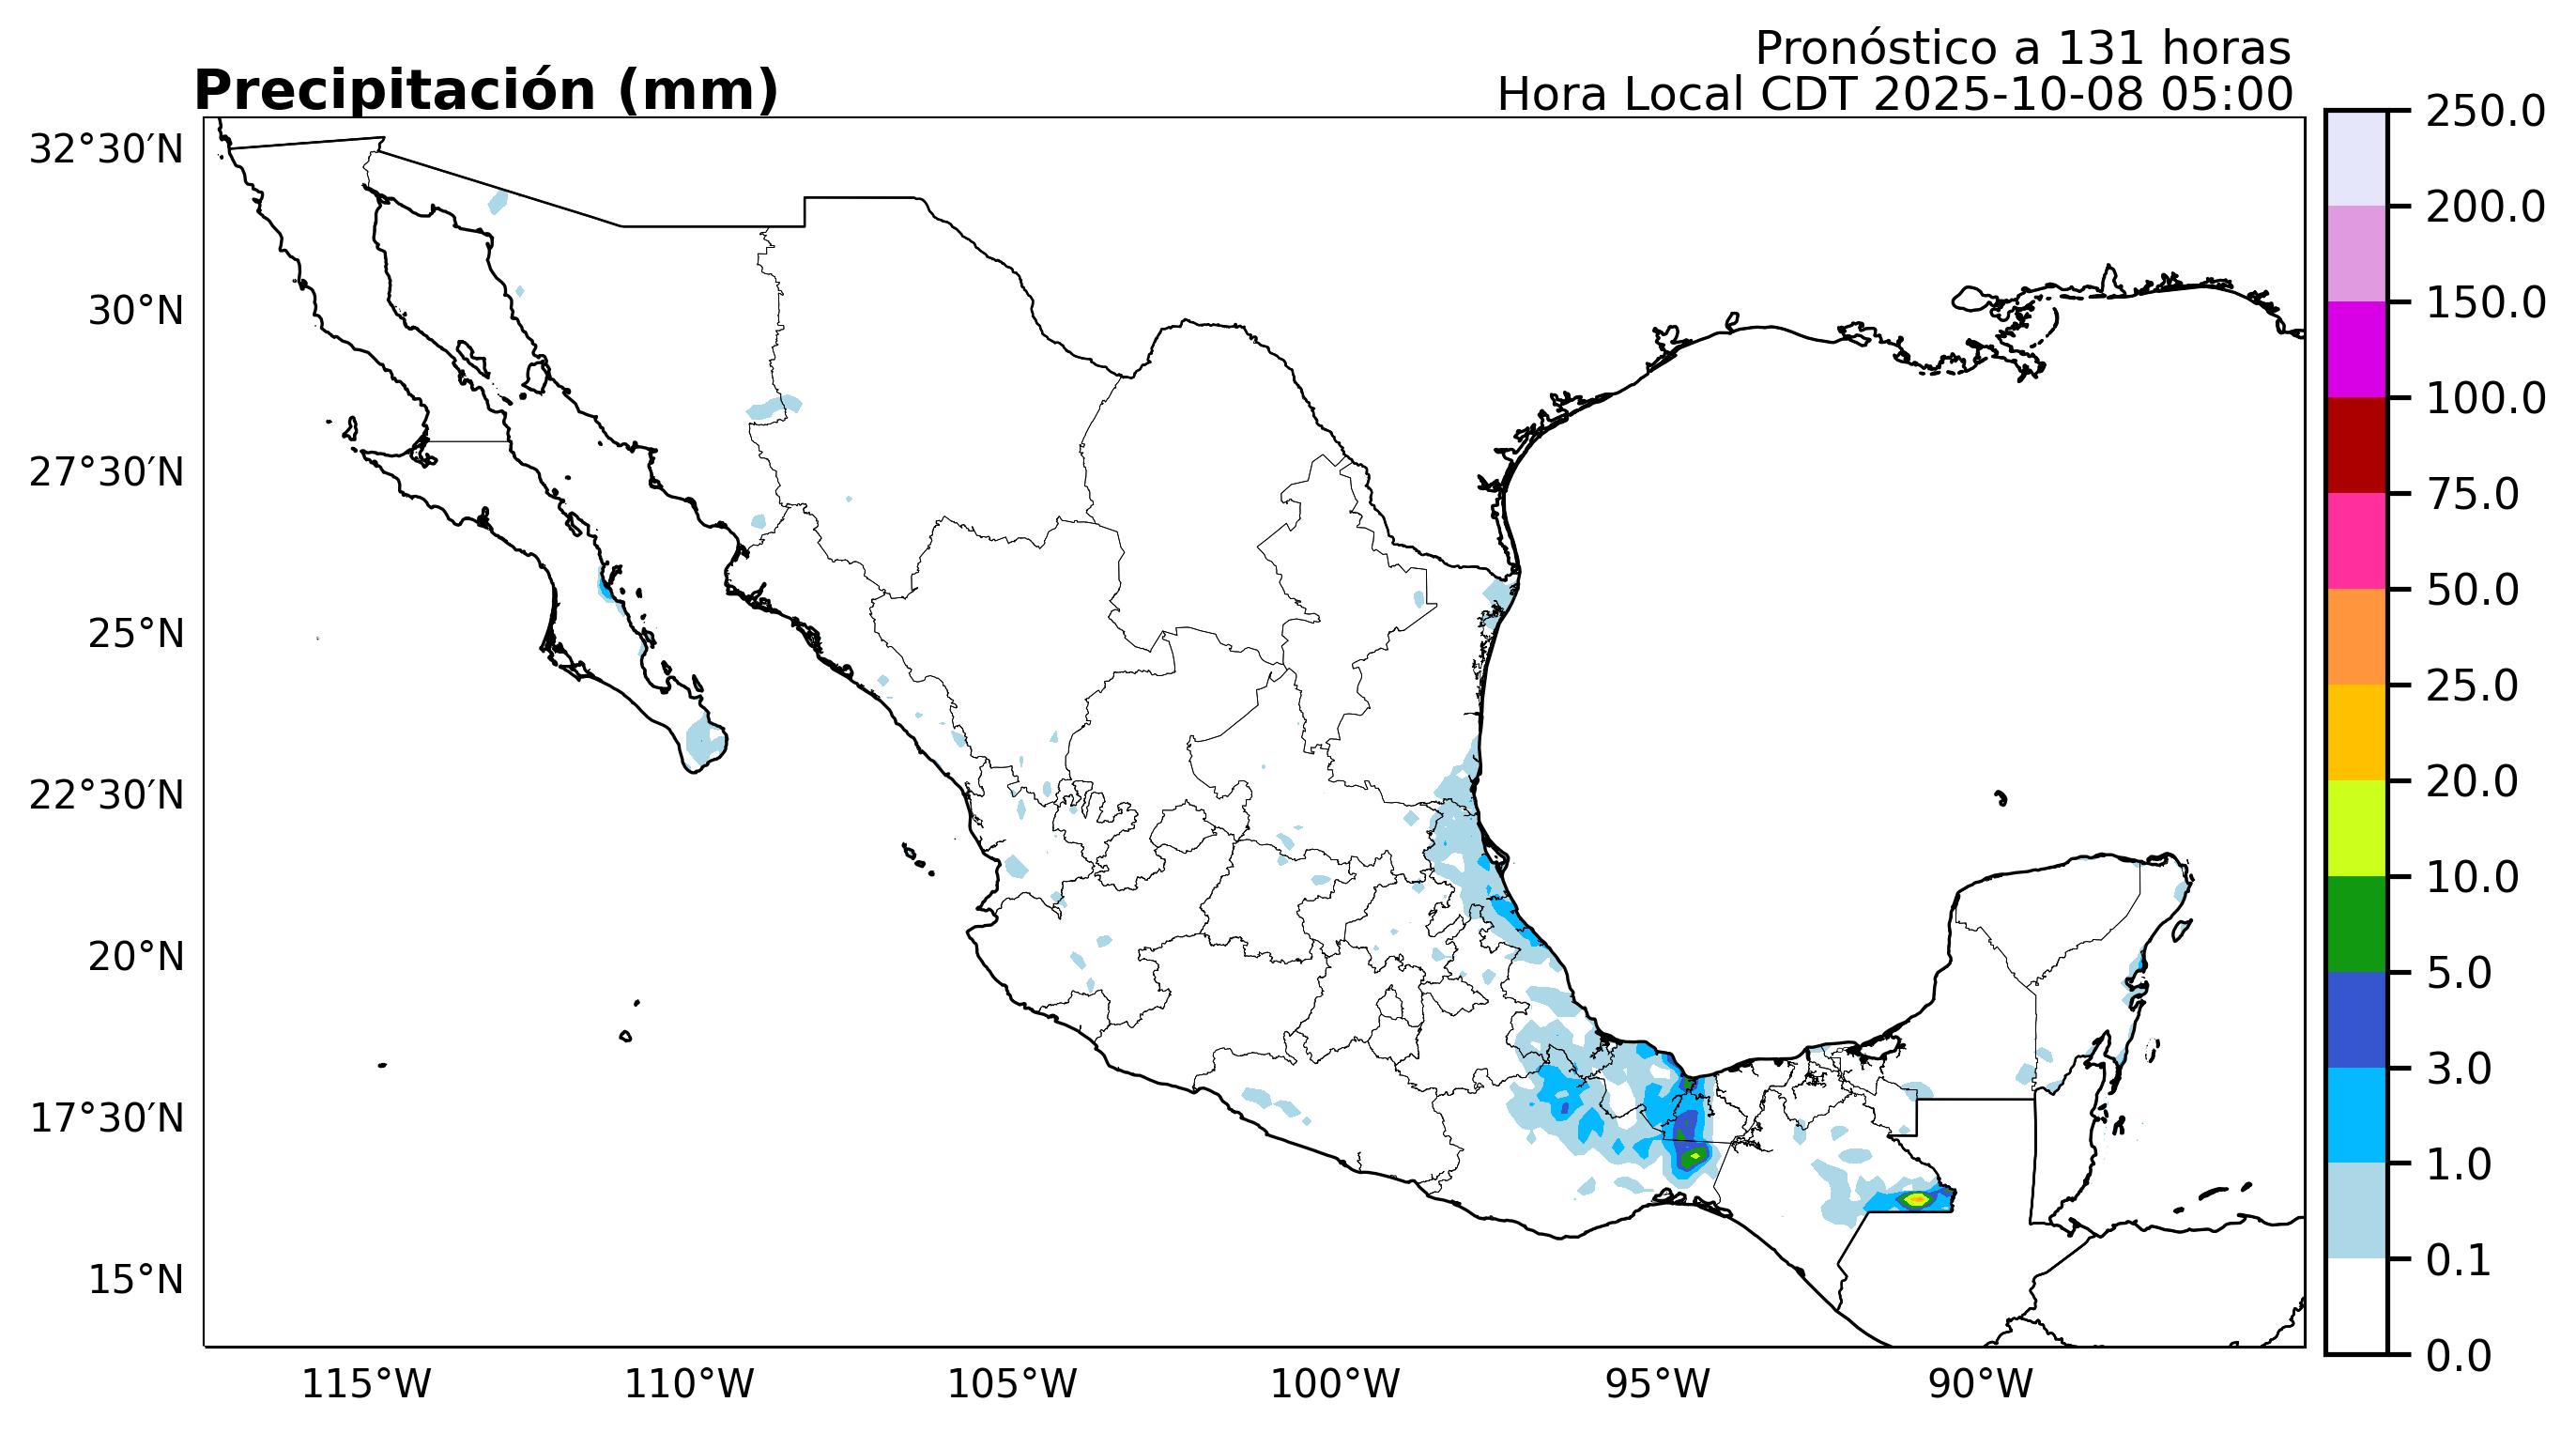 Pronóstico a 131 horas
Precipitación (mm)
Hora Local CDT 2025-10-08 05:00
32°30′N
30°N
27°30′N
25°N
22°30′N
20°N
17°30′N
15°N
115°W
110°W
105°W
100°W
95°W
90°W
250.0
200.0
150.0
100.0
75.0
50.0
25.0
20.0
10.0
5.0
3.0
1.0
0.1
0.0